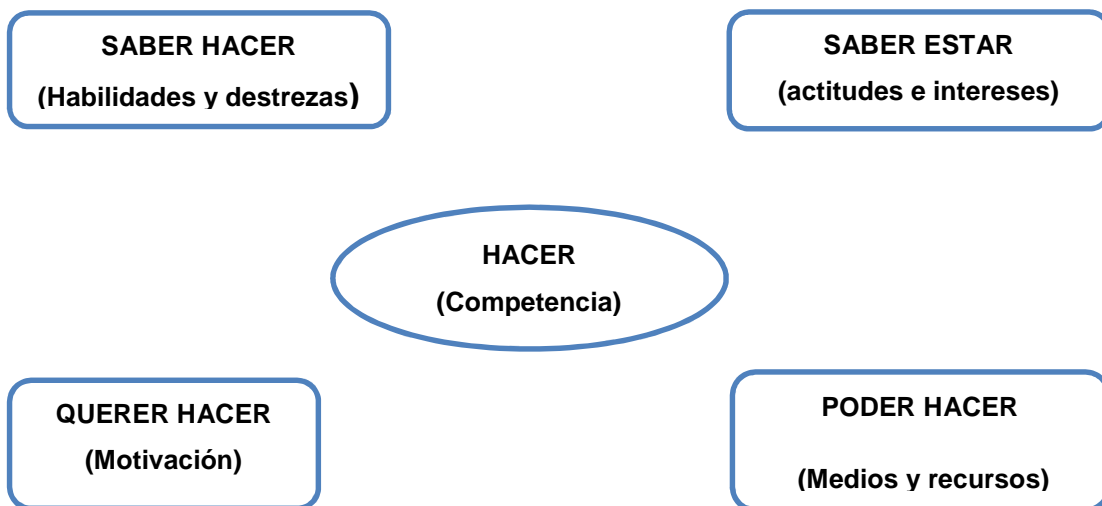 SABER HACER
(Habilidades y destrezas)
SABER ESTAR
(actitudes e intereses)
HACER
(Competencia)
QUERER HACER
(Motivación)
PODER HACER
(Medios y recursos)